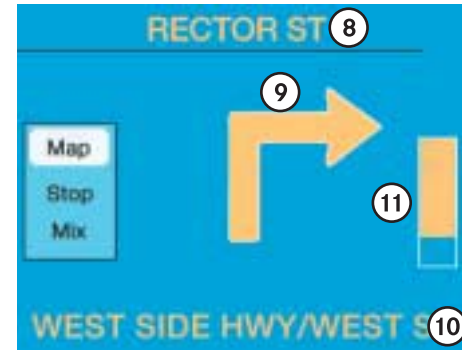 RECTOR ST 8
9
Map
Stop
11
Mix
WEST SIDE HWY/WEST S 10